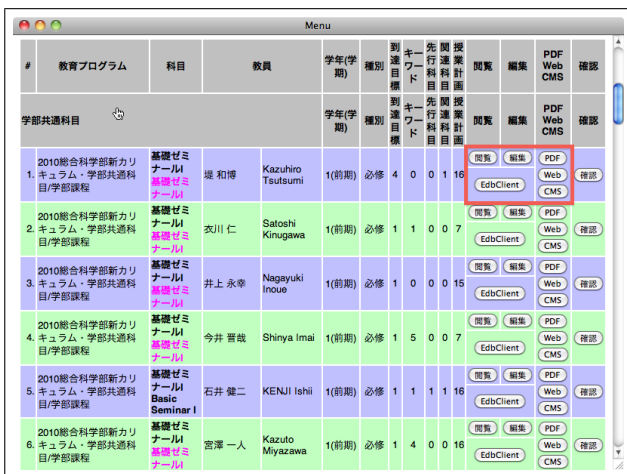 Menu
# 教育プログラム 科目 教員 学年(学期) 種別 到達目標 キーワード 先行科目 関連科目 授業計画 閲覧 編集 PDF Web CMS 確認
学部共通科目 学年(学期) 種別 到達目標 キーワード 先行科目 関連科目 授業計画 閲覧 編集 PDF Web CMS 確認
1. 2010総合科学部新カリキュラム・学部共通科目/学部課程 基礎ゼミナールI 基礎ゼミナールI 堤 和博 Kazuhiro Tsutsumi 1(前期) 必修 4 0 0 1 16 閲覧 編集 EdbClient PDF Web CMS 確認
2. 2010総合科学部新カリキュラム・学部共通科目/学部課程 基礎ゼミナールI 基礎ゼミナールI 衣川 仁 Satoshi Kinugawa 1(前期) 必修 1 1 0 0 7 閲覧 編集 EdbClient PDF Web CMS 確認
3. 2010総合科学部新カリキュラム・学部共通科目/学部課程 基礎ゼミナールI 基礎ゼミナールI 井上 永幸 Nagayuki Inoue 1(前期) 必修 1 0 0 0 15 閲覧 編集 EdbClient PDF Web CMS 確認
4. 2010総合科学部新カリキュラム・学部共通科目/学部課程 基礎ゼミナールI 基礎ゼミナールI 今井 晋哉 Shinya Imai 1(前期) 必修 1 5 0 0 7 閲覧 編集 EdbClient PDF Web CMS 確認
5. 2010総合科学部新カリキュラム・学部共通科目/学部課程 基礎ゼミナールI Basic Seminar I 石井 健二 KENJI Ishii 1(前期) 必修 1 1 1 1 16 閲覧 編集 EdbClient PDF Web CMS 確認
6. 2010総合科学部新カリキュラム・学部共通科目/学部課程 基礎ゼミナールI 基礎ゼミナールI 宮澤 一人 Kazuto Miyazawa 1(前期) 必修 1 4 0 0 16 閲覧 編集 EdbClient PDF Web CMS 確認